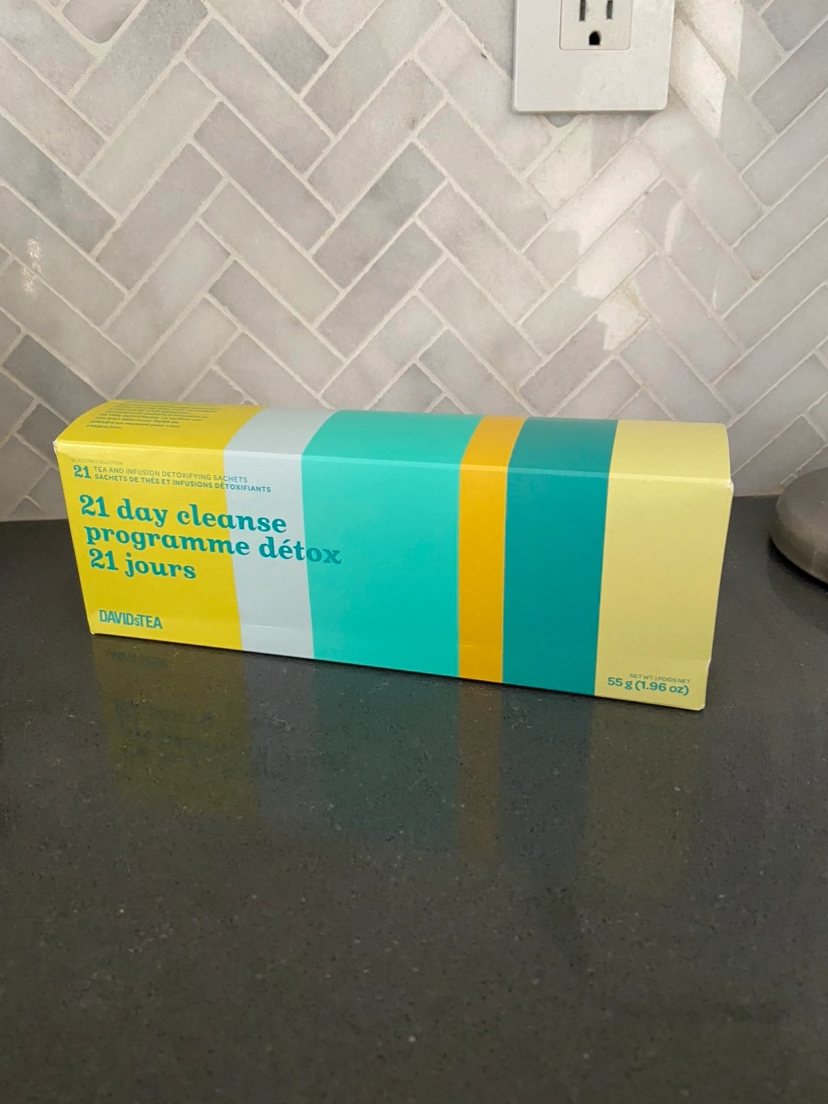 21
TEA AND INFUSION DETOXIFYING SACHETS
SACHETS DE THÉS ET INFUSIONS DÉTOXIFIANTS
21 day cleanse
programme détox
21 jours
DAVIDsTEA
NET WT. | POIDS NET
55 g (1.96 oz)